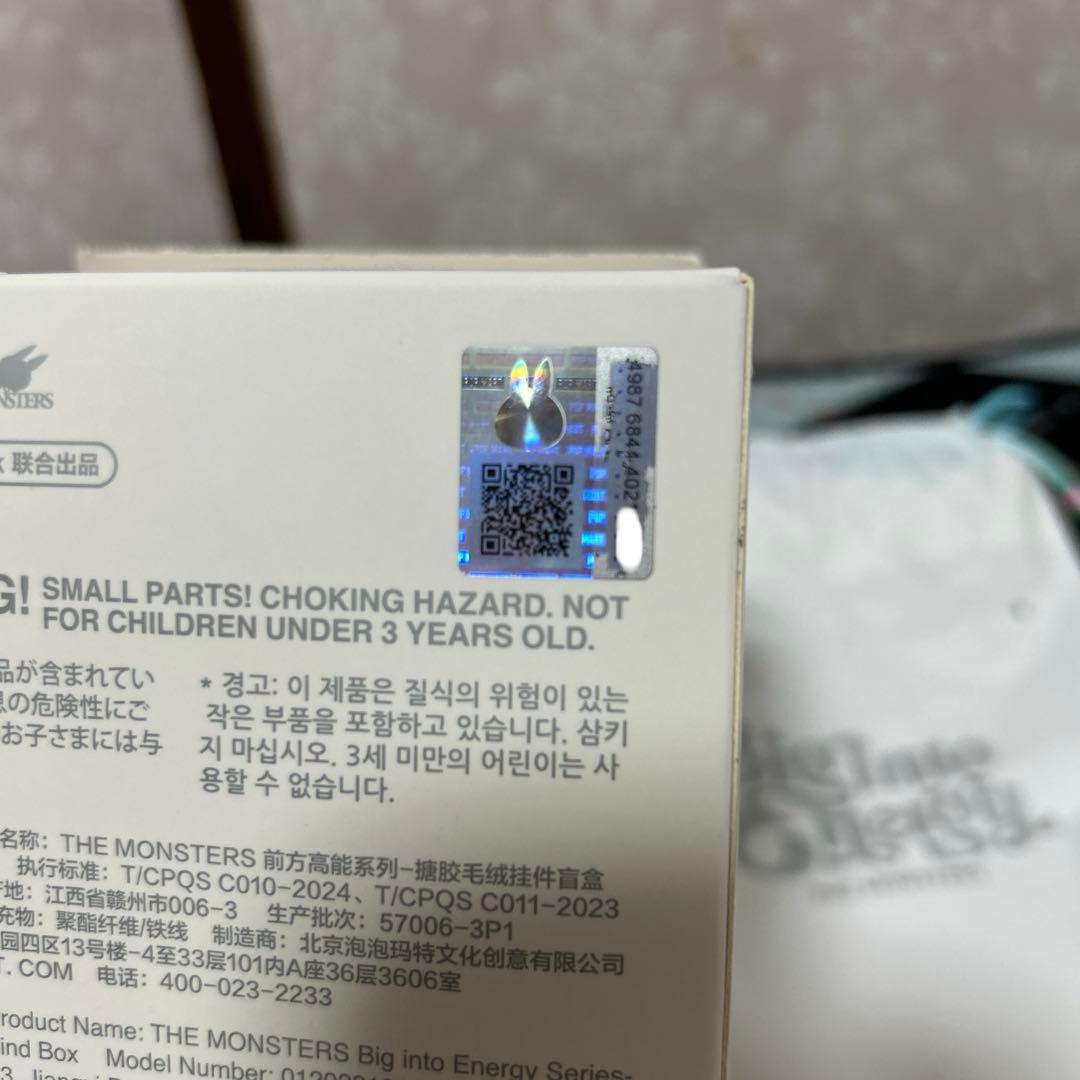 NSTERS
联合出品
4987 6844 402
G! SMALL PARTS! CHOKING HAZARD. NOT
FOR CHILDREN UNDER 3 YEARS OLD.
品が含まれてい
の危険性にご
お子さまには与
* 경고: 이 제품은 질식의 위험이 있는
작은 부품을 포함하고 있습니다. 삼키
지 마십시오. 3세 미만의 어린이는 사
용할 수 없습니다.
名称: THE MONSTERS 前方高能系列-搪胶毛绒挂件盲盒
执行标准: T/CPQS C010-2024、T/CPQS C011-2023
地: 江西省赣州市006-3 生产批次: 57006-3P1
充物: 聚酯纤维/铁线 制造商: 北京泡泡玛特文化创意有限公司
园四区13号楼-4至33层101内A座36层3606室
T. COM 电话: 400-023-2233
roduct Name: THE MONSTERS Big into Energy Series-
ind Box Model Number:
Big Into
Energy